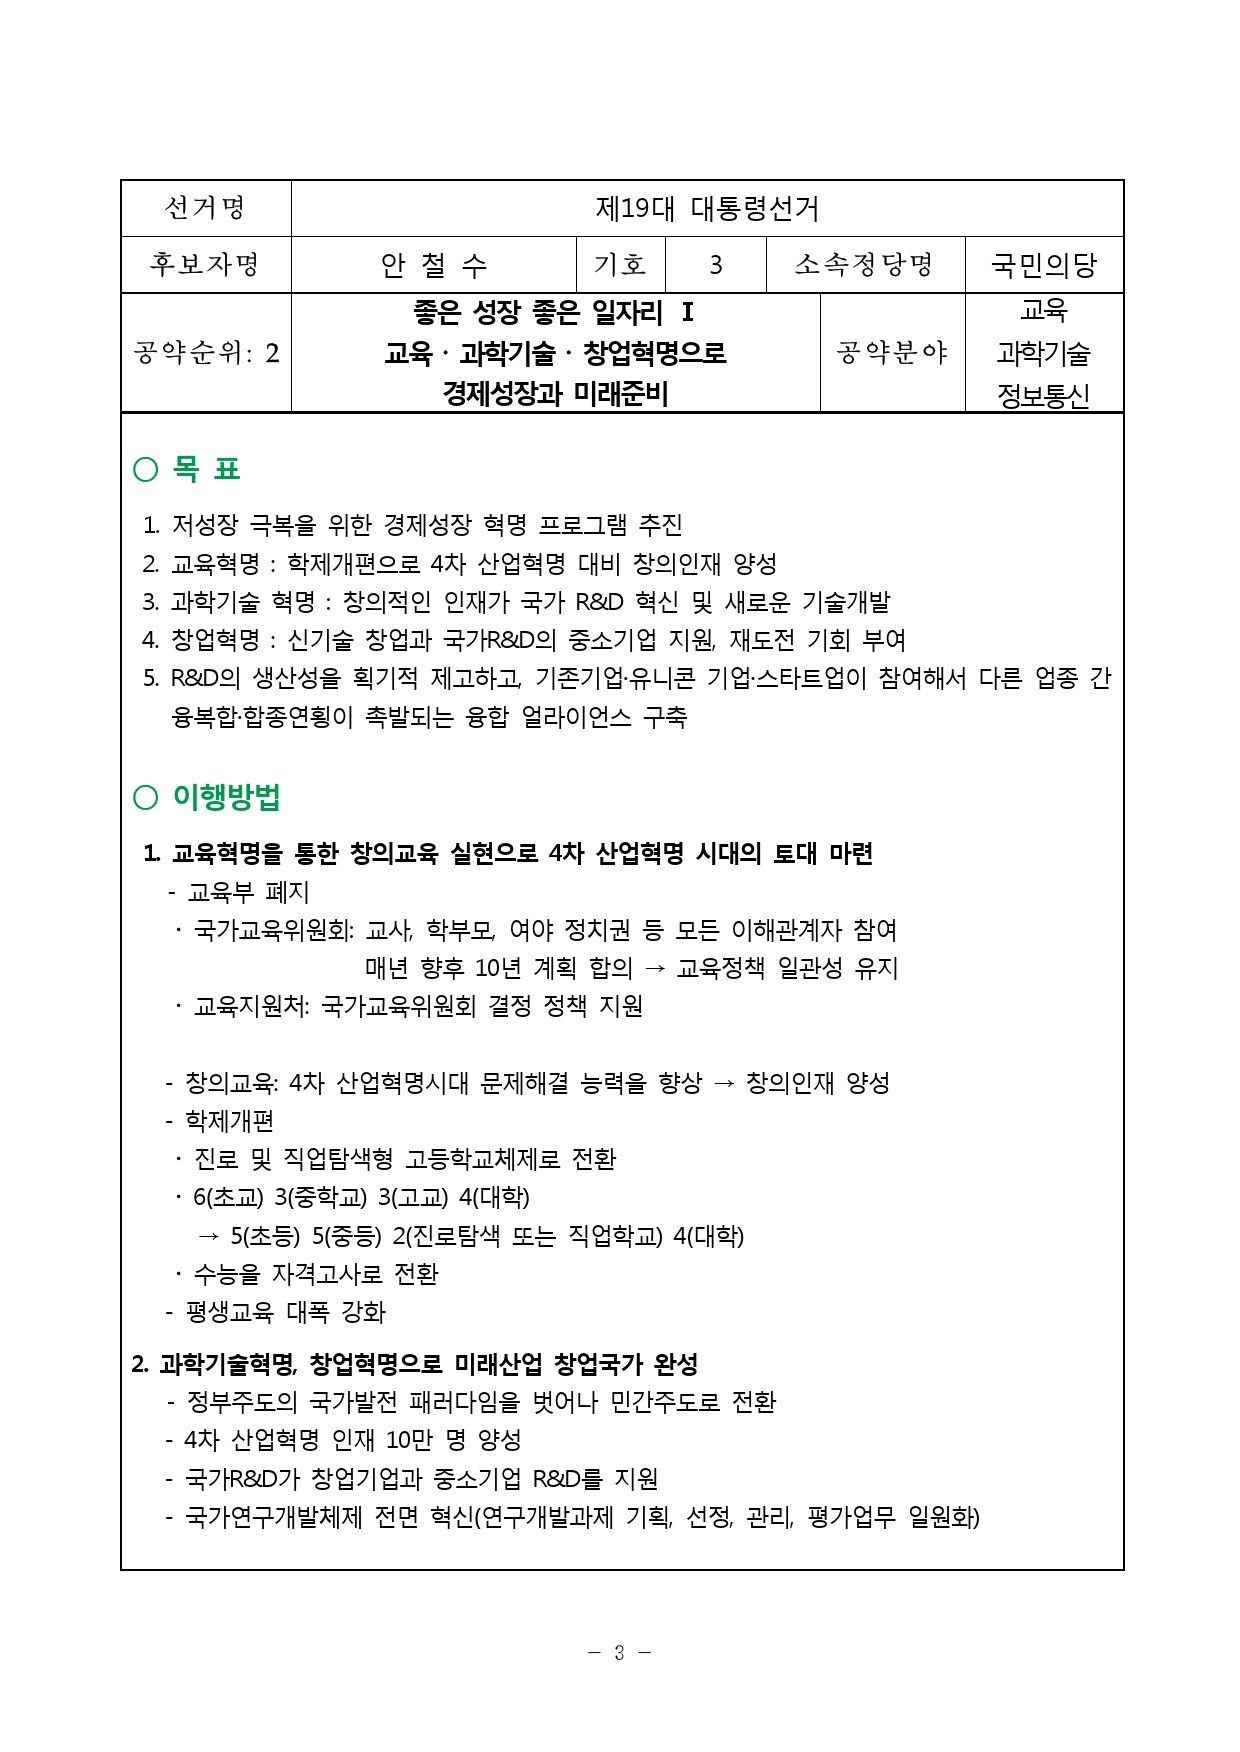 선거명 제19대 대통령선거
후보자명 안 철 수 기호 3 소속정당명 국민의당
공약순위: 2
좋은 성장 좋은 일자리 Ⅰ
교육 · 과학기술 · 창업혁명으로
경제성장과 미래준비
공약분야
교육
과학기술
정보통신
○ 목 표
1. 저성장 극복을 위한 경제성장 혁명 프로그램 추진
2. 교육혁명 : 학제개편으로 4차 산업혁명 대비 창의인재 양성
3. 과학기술 혁명 : 창의적인 인재가 국가 R&D 혁신 및 새로운 기술개발
4. 창업혁명 : 신기술 창업과 국가R&D의 중소기업 지원, 재도전 기회 부여
5. R&D의 생산성을 획기적 제고하고, 기존기업·유니콘 기업·스타트업이 참여해서 다른 업종 간
융복합·합종연횡이 촉발되는 융합 얼라이언스 구축
○ 이행방법
1. 교육혁명을 통한 창의교육 실현으로 4차 산업혁명 시대의 토대 마련
- 교육부 폐지
· 국가교육위원회: 교사, 학부모, 여야 정치권 등 모든 이해관계자 참여
매년 향후 10년 계획 합의 → 교육정책 일관성 유지
· 교육지원처: 국가교육위원회 결정 정책 지원
- 창의교육: 4차 산업혁명시대 문제해결 능력을 향상 → 창의인재 양성
- 학제개편
· 진로 및 직업탐색형 고등학교체제로 전환
· 6(초교) 3(중학교) 3(고교) 4(대학)
→ 5(초등) 5(중등) 2(진로탐색 또는 직업학교) 4(대학)
· 수능을 자격고사로 전환
- 평생교육 대폭 강화
2. 과학기술혁명, 창업혁명으로 미래산업 창업국가 완성
- 정부주도의 국가발전 패러다임을 벗어나 민간주도로 전환
- 4차 산업혁명 인재 10만 명 양성
- 국가R&D가 창업기업과 중소기업 R&D를 지원
- 국가연구개발체제 전면 혁신(연구개발과제 기획, 선정, 관리, 평가업무 일원화)
- 3 -